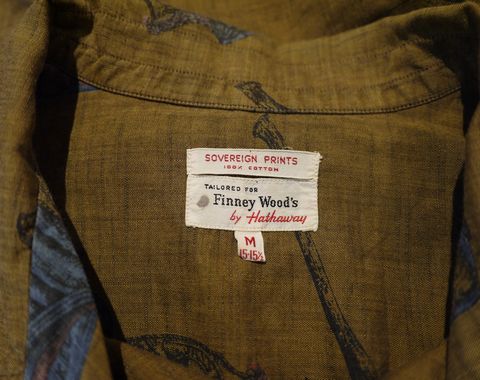 SOVEREIGN PRINTS
100% COTTON
TAILORED FOR
Finney Wood's
by Hathaway
M
15-15½